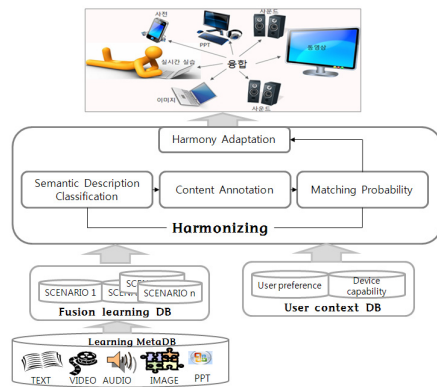 사전
PPT
사운드
동영상
융합
실시간 실습
이미지
사운드
Harmony Adaptation
Semantic Description
Classification
Content Annotation
Matching Probability
Harmonizing
SCENARIO 1
SCENARIO n
Fusion learning DB
User preference
Device
capability
User context DB
Learning MetaDB
TEXT
VIDEO
AUDIO
IMAGE
PPT